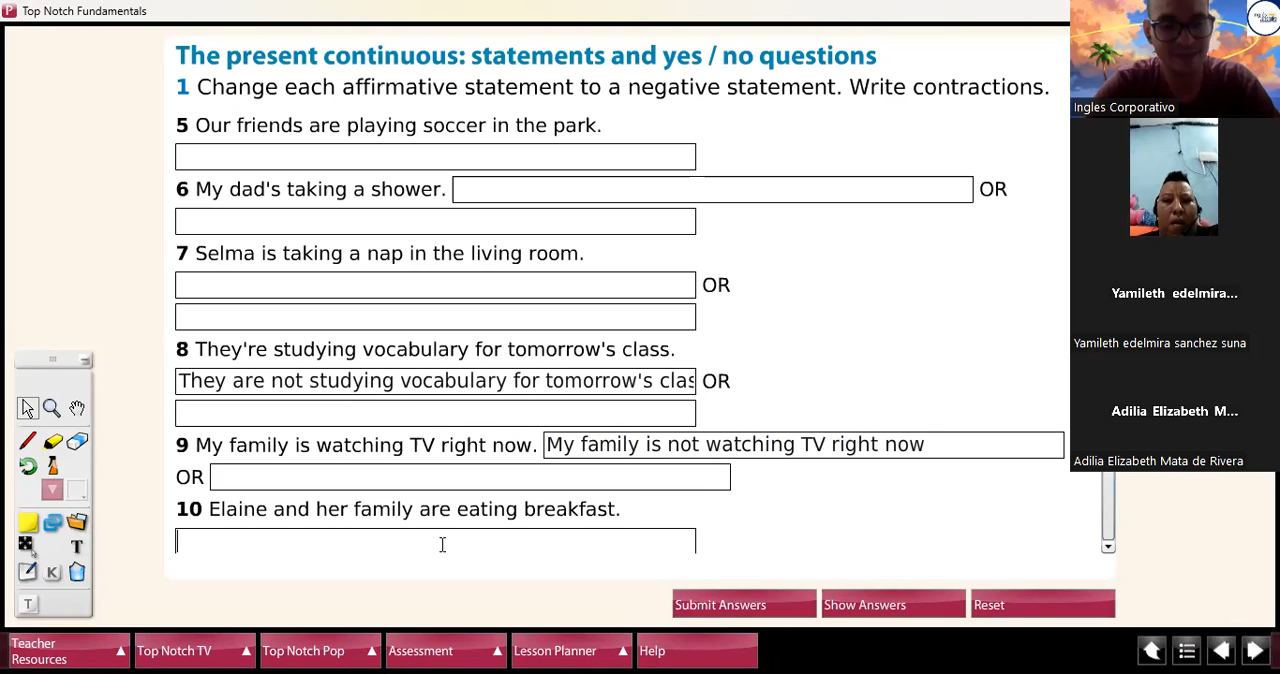 Top Notch Fundamentals
The present continuous: statements and yes / no questions
1 Change each affirmative statement to a negative statement. Write contractions.
5 Our friends are playing soccer in the park.
6 My dad's taking a shower. OR
7 Selma is taking a nap in the living room.
OR
8 They're studying vocabulary for tomorrow's class.
They are not studying vocabulary for tomorrow's clas OR
9 My family is watching TV right now. My family is not watching TV right now
OR
10 Elaine and her family are eating breakfast.
Submit Answers
Show Answers
Reset
Teacher Resources
Top Notch TV
Top Notch Pop
Assessment
Lesson Planner
Help
T
K
T
Ingles Corporativo
Yamileth edelmira...
Yamileth edelmira sanchez suna
Adilia Elizabeth M...
Adilia Elizabeth Mata de Rivera